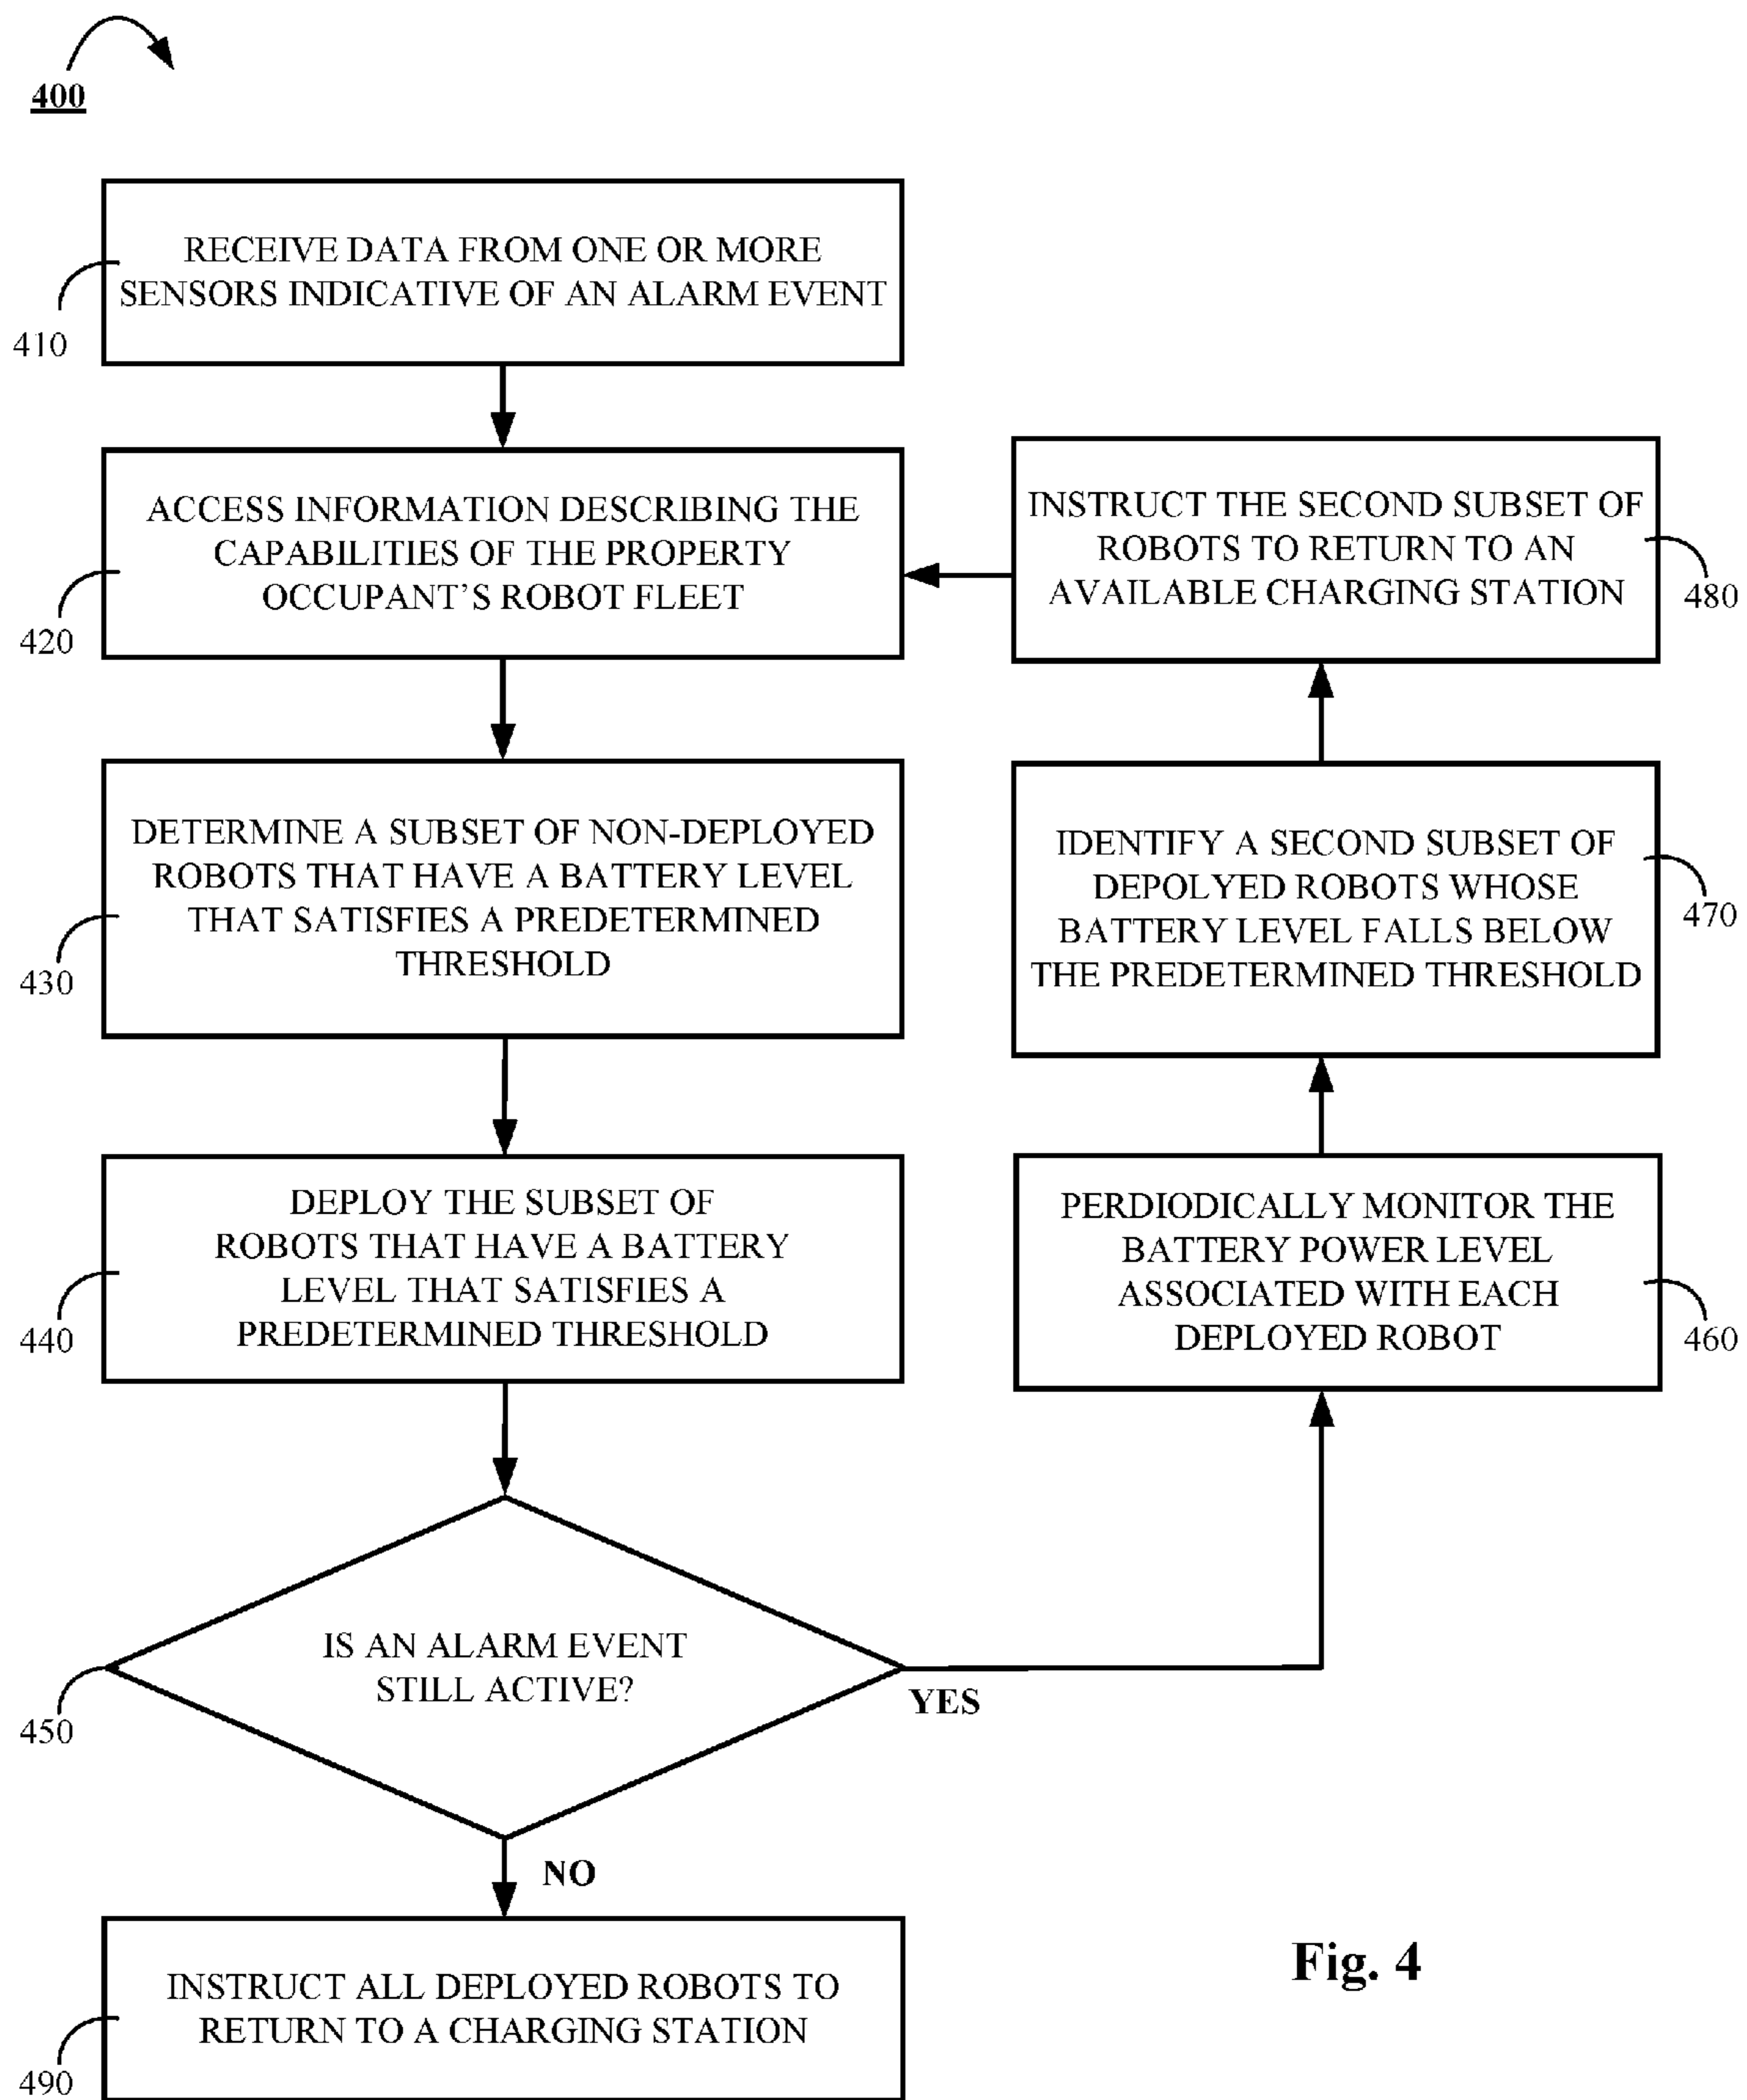 400
RECEIVE DATA FROM ONE OR MORE
SENSORS INDICATIVE OF AN ALARM EVENT
410
ACCESS INFORMATION DESCRIBING THE
CAPABILITIES OF THE PROPERTY
OCCUPANT'S ROBOT FLEET
420
DETERMINE A SUBSET OF NON-DEPLOYED
ROBOTS THAT HAVE A BATTERY LEVEL
THAT SATISFIES A PREDETERMINED
THRESHOLD
430
DEPLOY THE SUBSET OF
ROBOTS THAT HAVE A BATTERY
LEVEL THAT SATISFIES A
PREDETERMINED THRESHOLD
440
IS AN ALARM EVENT
STILL ACTIVE?
450
YES
NO
PERDIODICALLY MONITOR THE
BATTERY POWER LEVEL
ASSOCIATED WITH EACH
DEPLOYED ROBOT
460
IDENTIFY A SECOND SUBSET OF
DEPOLYED ROBOTS WHOSE
BATTERY LEVEL FALLS BELOW
THE PREDETERMINED THRESHOLD
470
INSTRUCT THE SECOND SUBSET OF
ROBOTS TO RETURN TO AN
AVAILABLE CHARGING STATION
480
INSTRUCT ALL DEPLOYED ROBOTS TO
RETURN TO A CHARGING STATION
490
Fig. 4